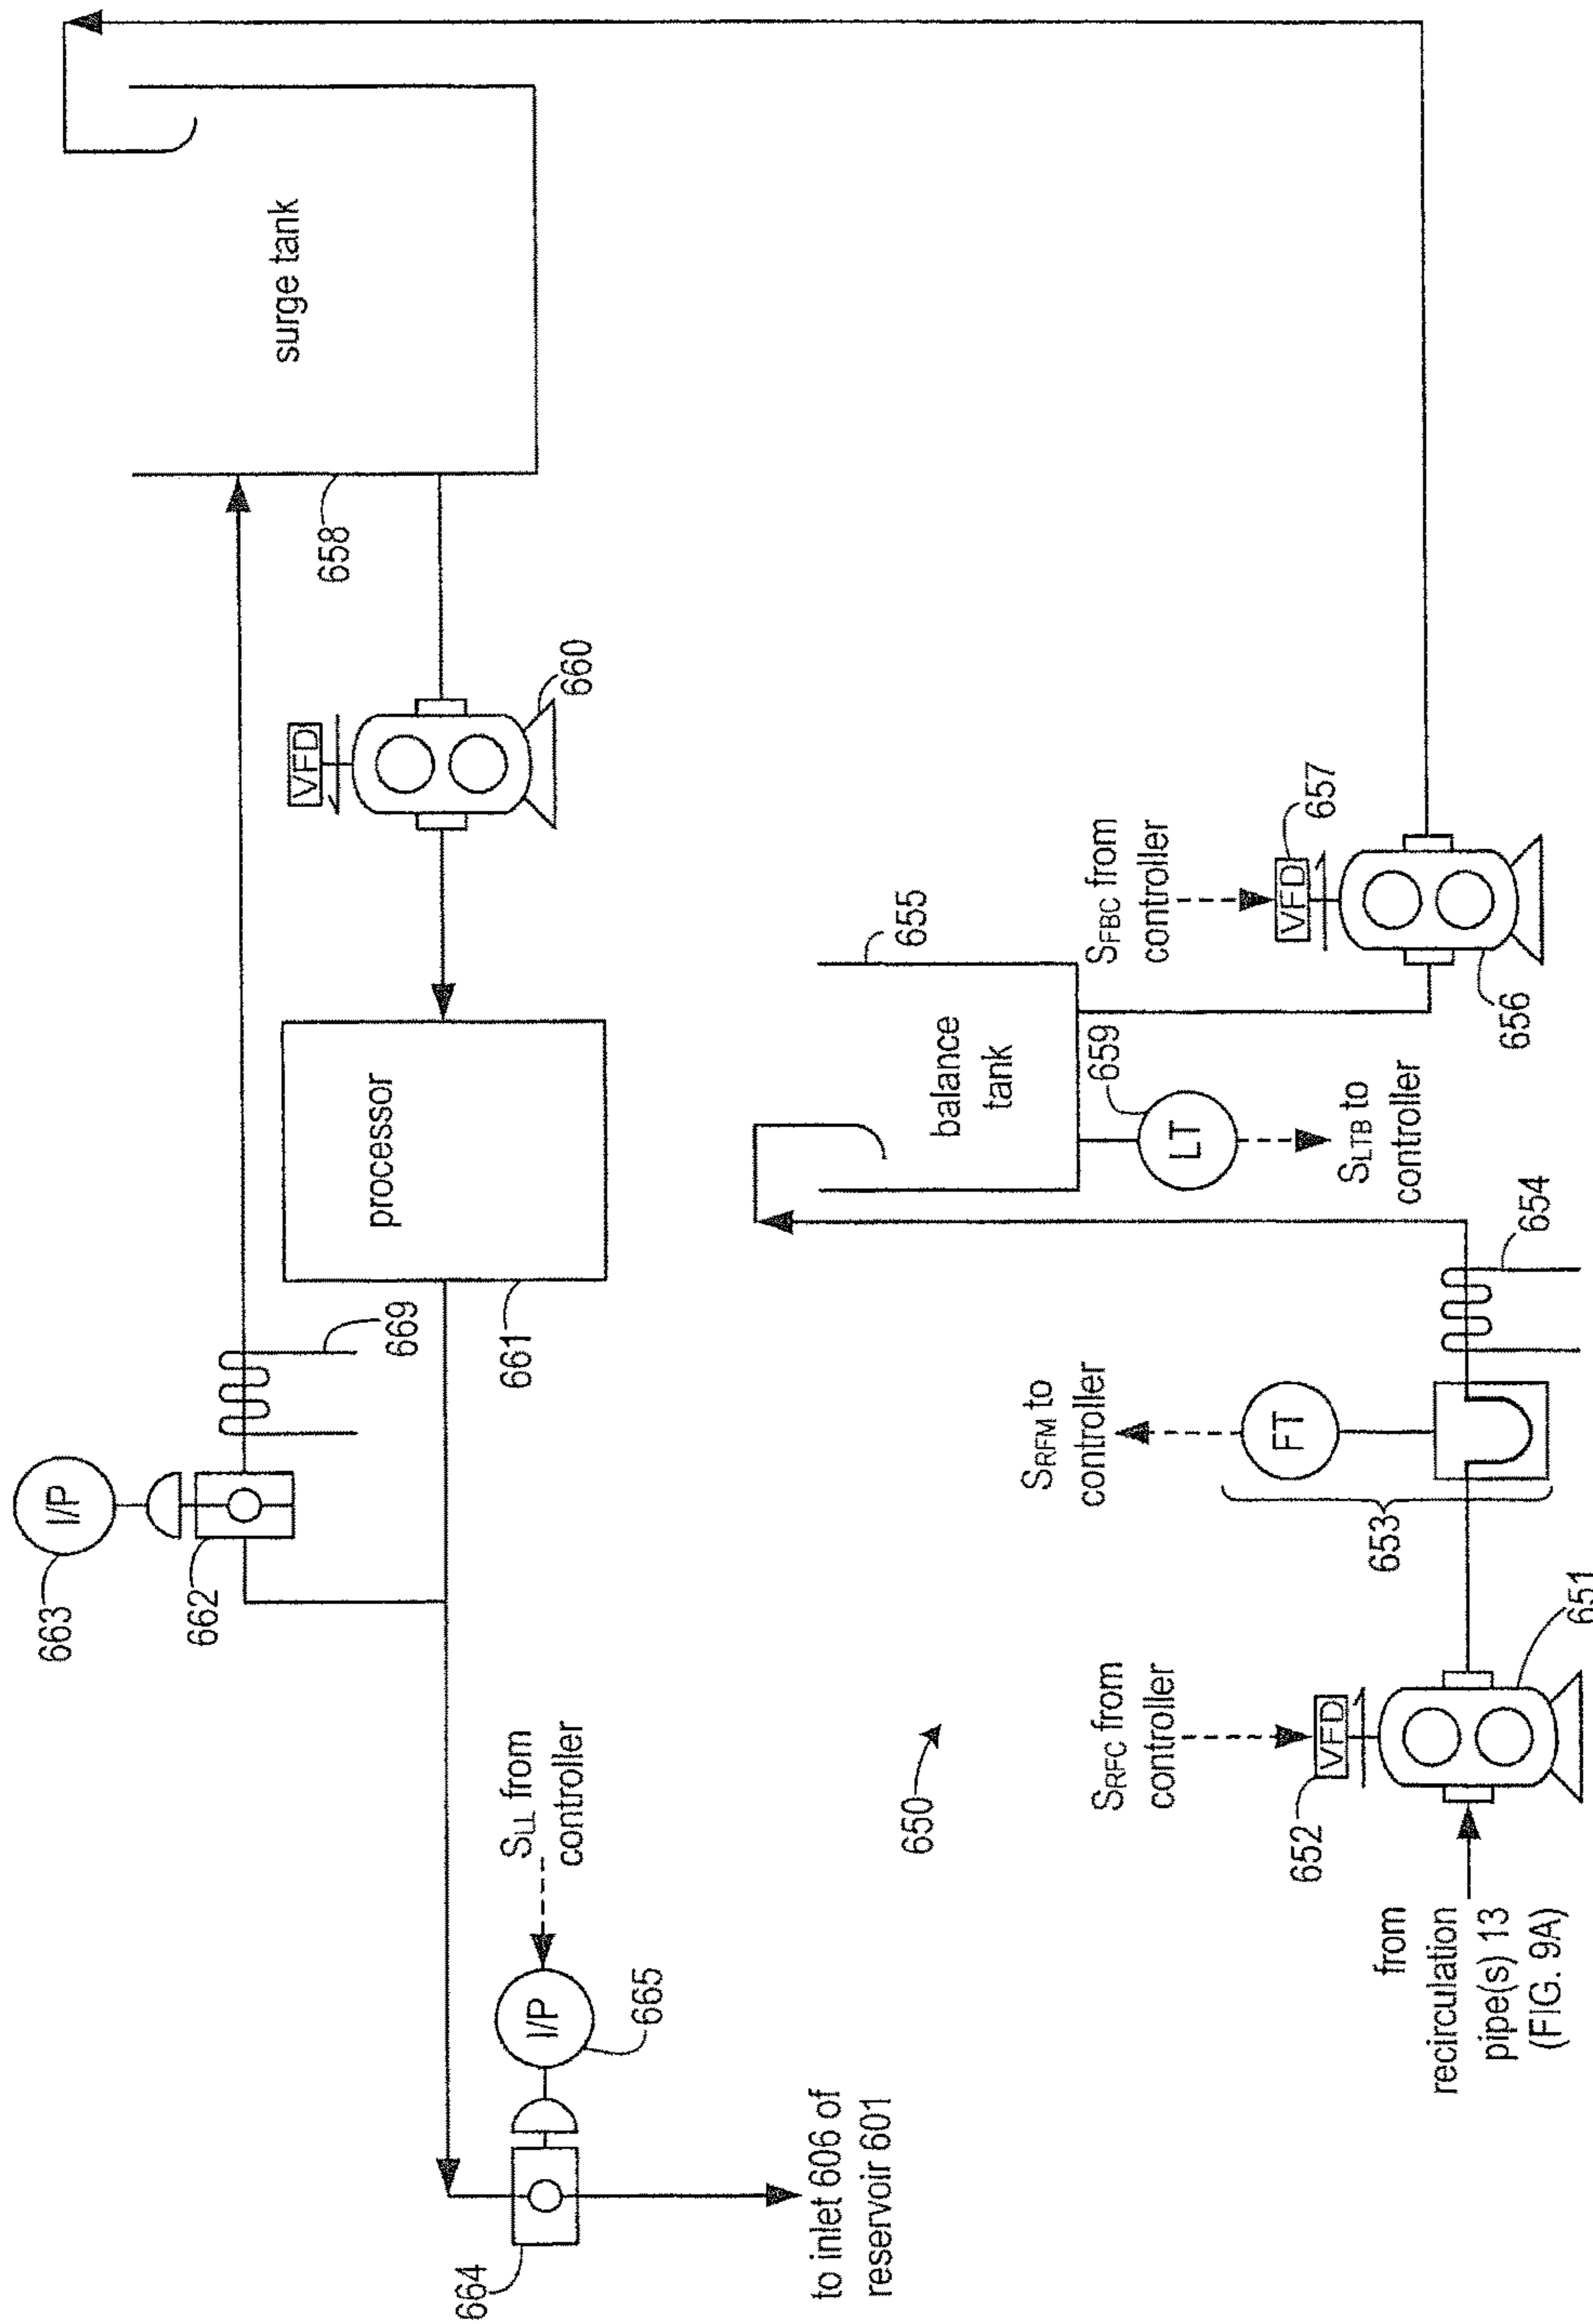 surge tank
658
VFD
660
processor
661
669
I/P
663
662
SLL from
controller
I/P
665
664
to inlet 606 of
reservoir 601
650
SFBC from
controller
VFD
657
656
655
balance
tank
659
LT
SLTB to
controller
654
SRFM to
controller
FT
653
SRFC from
controller
VFD
652
651
from
recirculation
pipe(s) 13
(FIG. 9A)